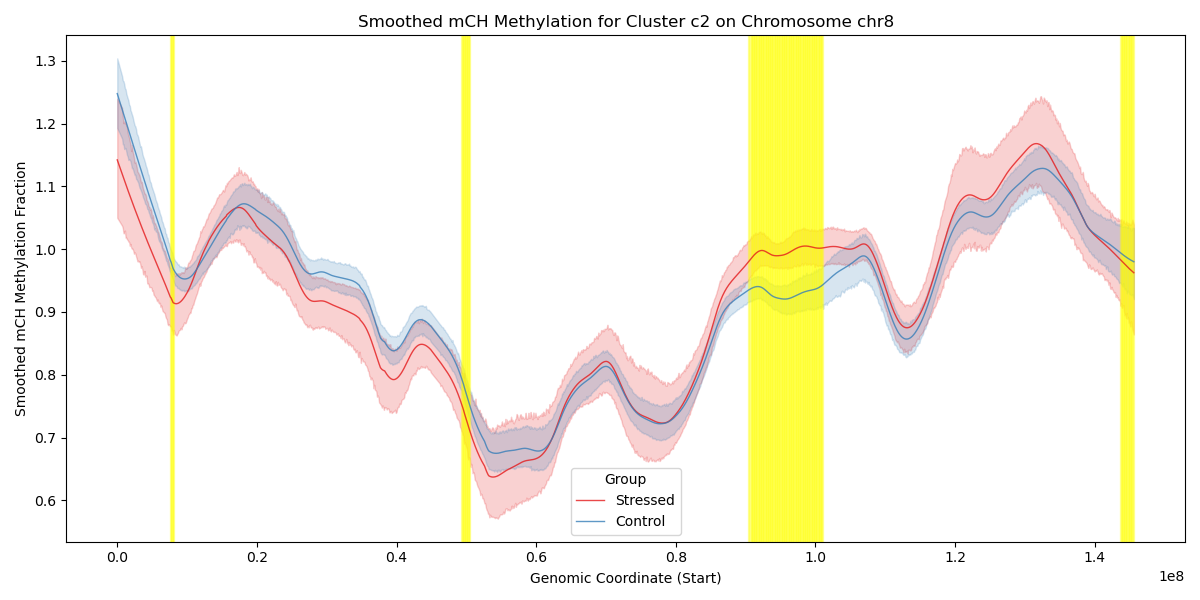 Smoothed mCH Methylation for Cluster c2 on Chromosome chr8
Smoothed mCH Methylation Fraction
1.3
1.2
1.1
1.0
0.9
0.8
0.7
0.6
Group
Stressed
Control
0.0 0.2 0.4 0.6 0.8 1.0 1.2 1.4
1e8
Genomic Coordinate (Start)